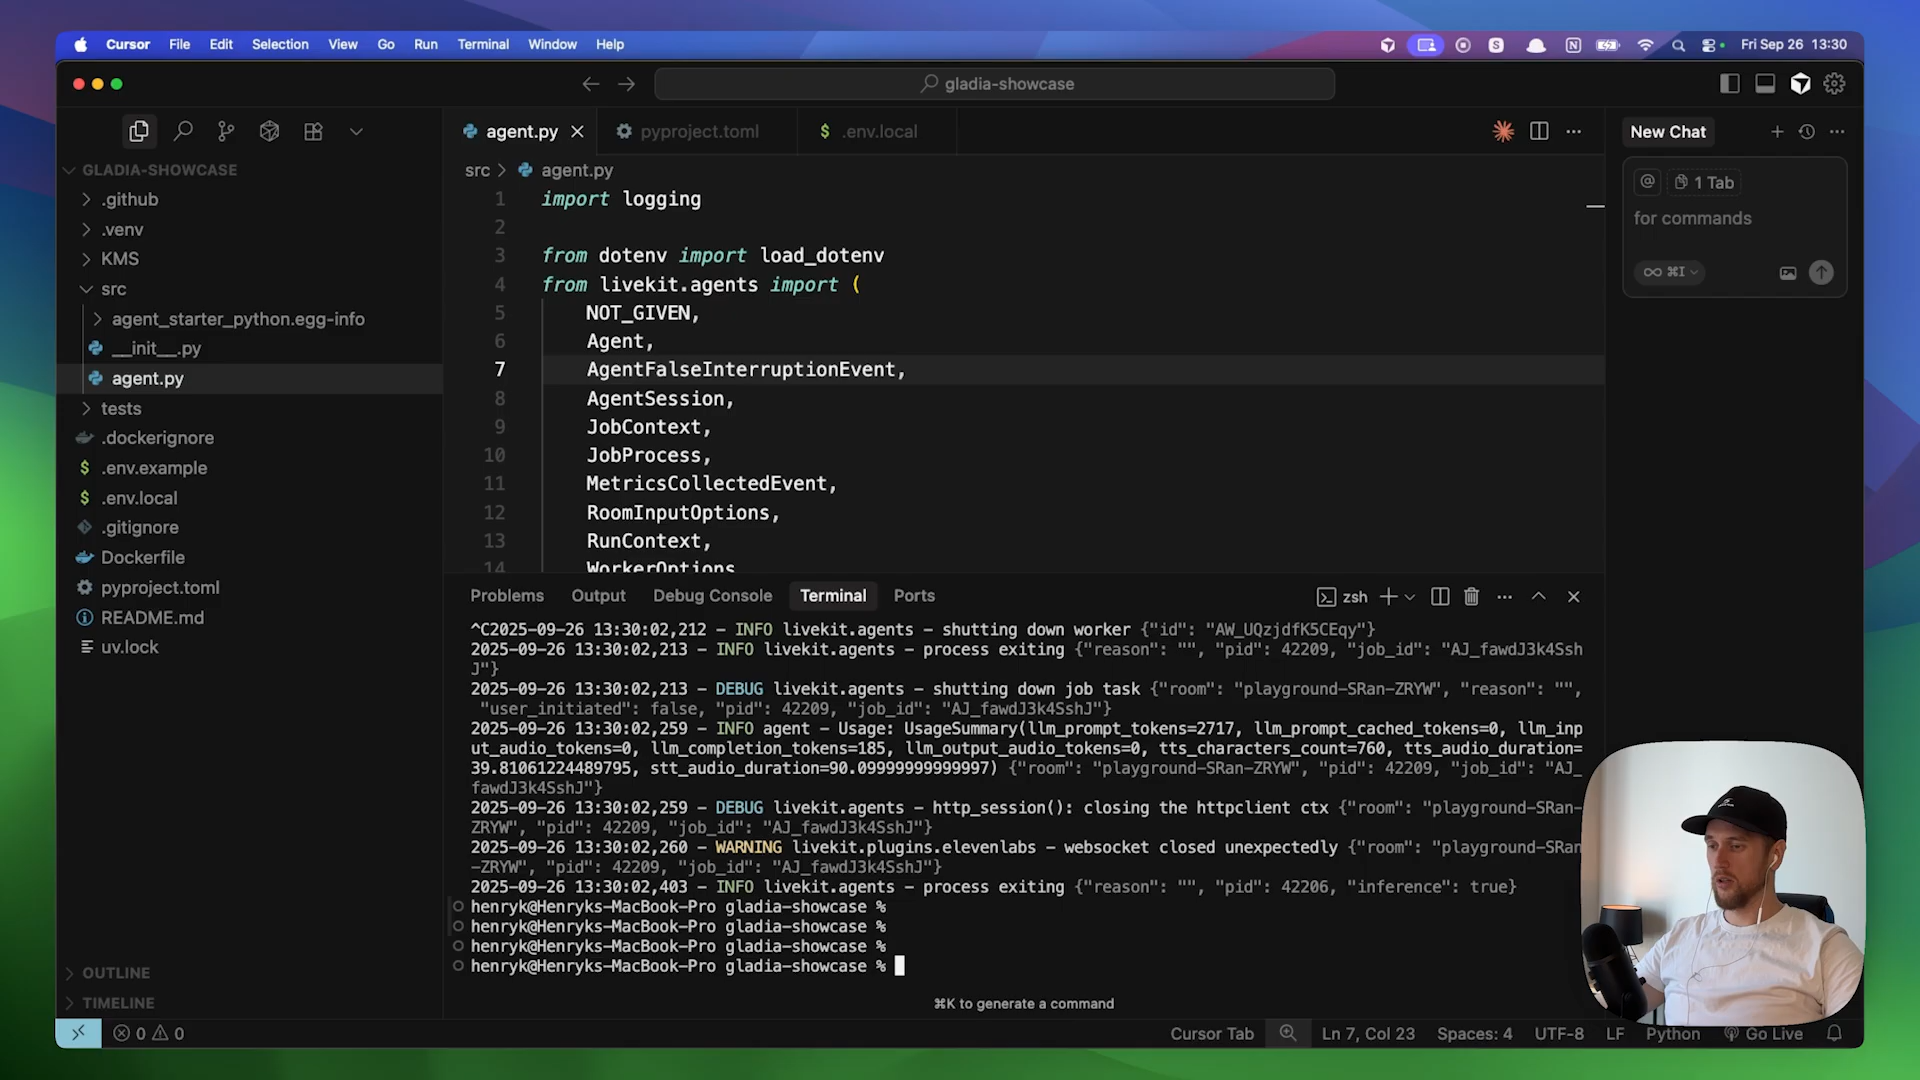 Cursor File Edit Selection View Go Run Terminal Window Help Fri Sep 26 13:30
gladia-showcase
agent.py pyproject.toml .env.local
New Chat
GLADIA-SHOWCASE
.github
.venv
KMS
src
agent_starter_python.egg-info
__init__.py
agent.py
tests
.dockerignore
.env.example
.env.local
.gitignore
Dockerfile
pyproject.toml
README.md
uv.lock
OUTLINE
TIMELINE
src > agent.py
1 import logging
2
3 from dotenv import load_dotenv
4 from livekit.agents import (
5 NOT_GIVEN,
6 Agent,
7 AgentFalseInterruptionEvent,
8 AgentSession,
9 JobContext,
10 JobProcess,
11 MetricsCollectedEvent,
12 RoomInputOptions,
13 RunContext,
14 WorkerOptions
@ 1 Tab
for commands
∞ ⌘I
Problems Output Debug Console Terminal Ports
zsh
^C2025-09-26 13:30:02,212 - INFO livekit.agents - shutting down worker {"id": "AW_UQzjdfK5CEqy"}
2025-09-26 13:30:02,213 - INFO livekit.agents - process exiting {"reason": "", "pid": 42209, "job_id": "AJ_fawdJ3k4Ssh
J"}
2025-09-26 13:30:02,213 - DEBUG livekit.agents - shutting down job task {"room": "playground-SRan-ZRYW", "reason": "",
"user_initiated": false, "pid": 42209, "job_id": "AJ_fawdJ3k4SshJ"}
2025-09-26 13:30:02,259 - INFO agent - Usage: UsageSummary(llm_prompt_tokens=2717, llm_prompt_cached_tokens=0, llm_inp
ut_audio_tokens=0, llm_completion_tokens=185, llm_output_audio_tokens=0, tts_characters_count=760, tts_audio_duration=
39.81061224489795, stt_audio_duration=90.09999999999997) {"room": "playground-SRan-ZRYW", "pid": 42209, "job_id": "AJ_
fawdJ3k4SshJ"}
2025-09-26 13:30:02,259 - DEBUG livekit.agents - http_session(): closing the httpclient ctx {"room": "playground-SRan-
ZRYW", "pid": 42209, "job_id": "AJ_fawdJ3k4SshJ"}
2025-09-26 13:30:02,260 - WARNING livekit.plugins.elevenlabs - websocket closed unexpectedly {"room": "playground-SRan
-ZRYW", "pid": 42209, "job_id": "AJ_fawdJ3k4SshJ"}
2025-09-26 13:30:02,403 - INFO livekit.agents - process exiting {"reason": "", "pid": 42206, "inference": true}
henryk@Henryks-MacBook-Pro gladia-showcase %
henryk@Henryks-MacBook-Pro gladia-showcase %
henryk@Henryks-MacBook-Pro gladia-showcase %
henryk@Henryks-MacBook-Pro gladia-showcase %
⌘K to generate a command
0 0 Cursor Tab Ln 7, Col 23 Spaces: 4 UTF-8 LF Python Go Live